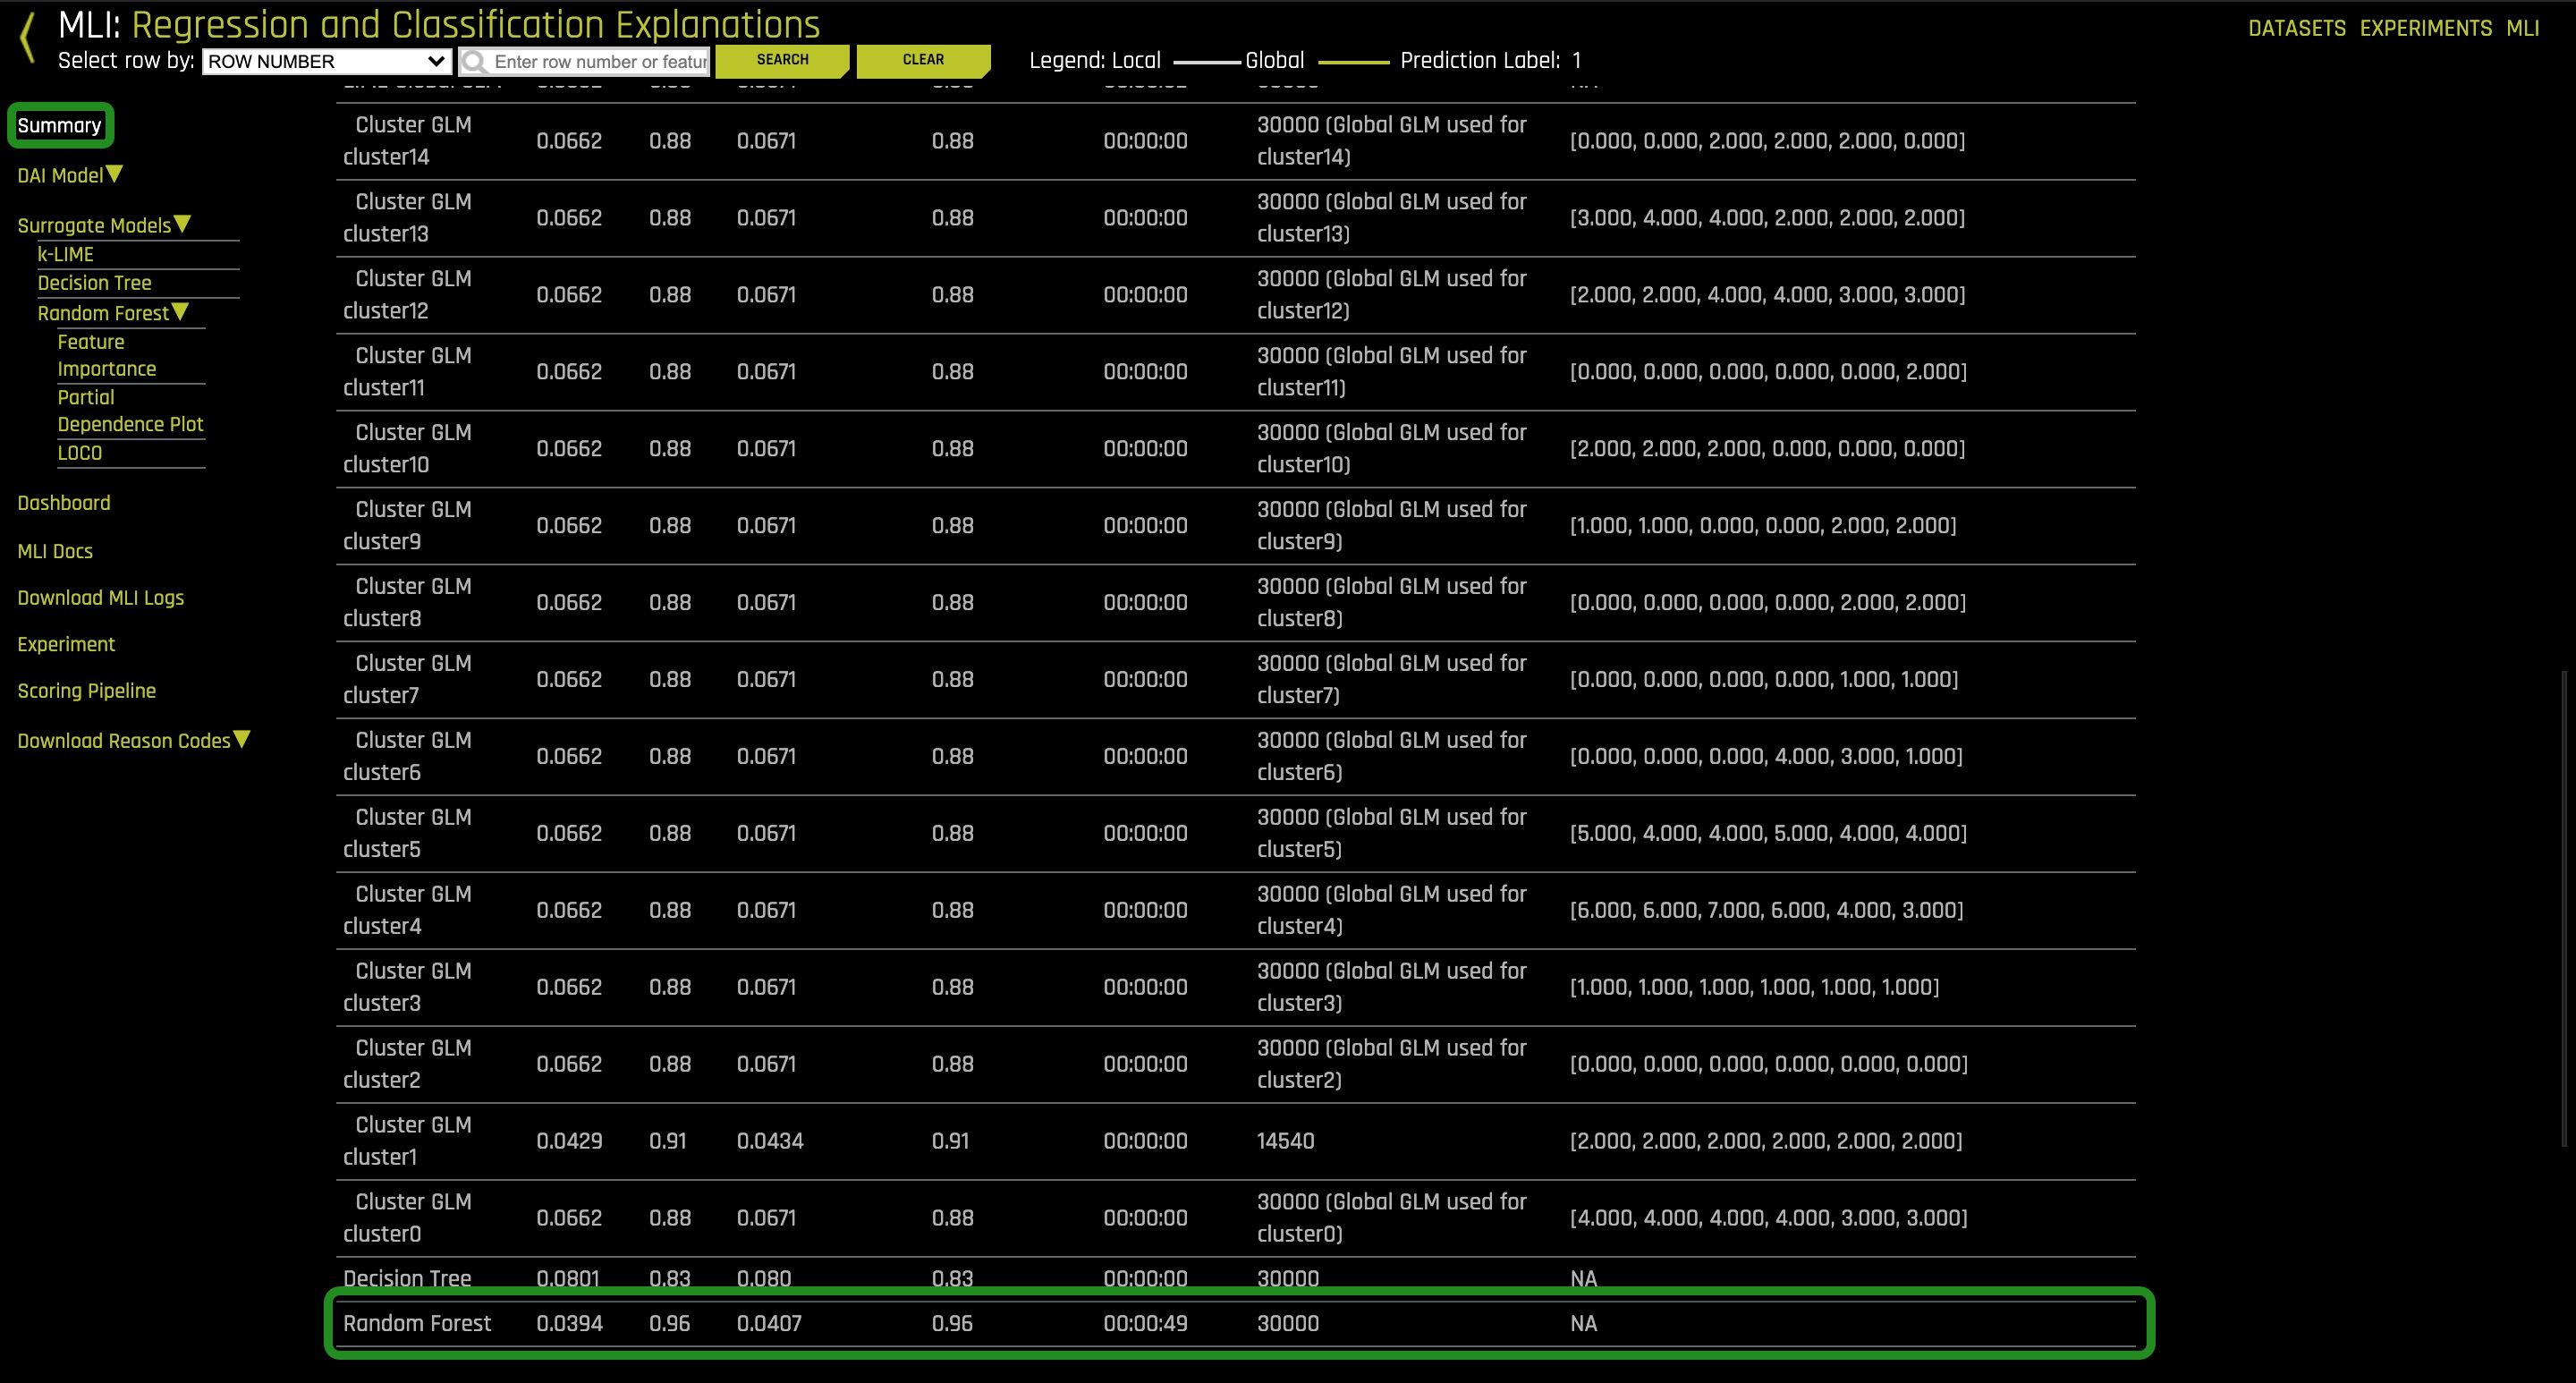 MLI: Regression and Classification Explanations
DATASETS EXPERIMENTS MLI
Select row by: ROW NUMBER Enter row number or featur SEARCH CLEAR Legend: Local Global Prediction Label: 1
Summary
DAI Model
Surrogate Models
k-LIME
Decision Tree
Random Forest
Feature
Importance
Partial
Dependence Plot
LOCO
Dashboard
MLI Docs
Download MLI Logs
Experiment
Scoring Pipeline
Download Reason Codes
Cluster GLM
cluster14 0.0662 0.88 0.0671 0.88 00:00:00 30000 (Global GLM used for
cluster14) [0.000, 0.000, 2.000, 2.000, 2.000, 0.000]
Cluster GLM
cluster13 0.0662 0.88 0.0671 0.88 00:00:00 30000 (Global GLM used for
cluster13) [3.000, 4.000, 4.000, 2.000, 2.000, 2.000]
Cluster GLM
cluster12 0.0662 0.88 0.0671 0.88 00:00:00 30000 (Global GLM used for
cluster12) [2.000, 2.000, 4.000, 4.000, 3.000, 3.000]
Cluster GLM
cluster11 0.0662 0.88 0.0671 0.88 00:00:00 30000 (Global GLM used for
cluster11) [0.000, 0.000, 0.000, 0.000, 0.000, 2.000]
Cluster GLM
cluster10 0.0662 0.88 0.0671 0.88 00:00:00 30000 (Global GLM used for
cluster10) [2.000, 2.000, 2.000, 0.000, 0.000, 0.000]
Cluster GLM
cluster9 0.0662 0.88 0.0671 0.88 00:00:00 30000 (Global GLM used for
cluster9) [1.000, 1.000, 0.000, 0.000, 2.000, 2.000]
Cluster GLM
cluster8 0.0662 0.88 0.0671 0.88 00:00:00 30000 (Global GLM used for
cluster8) [0.000, 0.000, 0.000, 0.000, 2.000, 2.000]
Cluster GLM
cluster7 0.0662 0.88 0.0671 0.88 00:00:00 30000 (Global GLM used for
cluster7) [0.000, 0.000, 0.000, 0.000, 1.000, 1.000]
Cluster GLM
cluster6 0.0662 0.88 0.0671 0.88 00:00:00 30000 (Global GLM used for
cluster6) [0.000, 0.000, 0.000, 4.000, 3.000, 1.000]
Cluster GLM
cluster5 0.0662 0.88 0.0671 0.88 00:00:00 30000 (Global GLM used for
cluster5) [5.000, 4.000, 4.000, 5.000, 4.000, 4.000]
Cluster GLM
cluster4 0.0662 0.88 0.0671 0.88 00:00:00 30000 (Global GLM used for
cluster4) [6.000, 6.000, 7.000, 6.000, 4.000, 3.000]
Cluster GLM
cluster3 0.0662 0.88 0.0671 0.88 00:00:00 30000 (Global GLM used for
cluster3) [1.000, 1.000, 1.000, 1.000, 1.000, 1.000]
Cluster GLM
cluster2 0.0662 0.88 0.0671 0.88 00:00:00 30000 (Global GLM used for
cluster2) [0.000, 0.000, 0.000, 0.000, 0.000, 0.000]
Cluster GLM
cluster1 0.0429 0.91 0.0434 0.91 00:00:00 14540 [2.000, 2.000, 2.000, 2.000, 2.000, 2.000]
Cluster GLM
cluster0 0.0662 0.88 0.0671 0.88 00:00:00 30000 (Global GLM used for
cluster0) [4.000, 4.000, 4.000, 4.000, 3.000, 3.000]
Decision Tree 0.0801 0.83 0.080 0.83 00:00:00 30000 NA
Random Forest 0.0394 0.96 0.0407 0.96 00:00:49 30000 NA